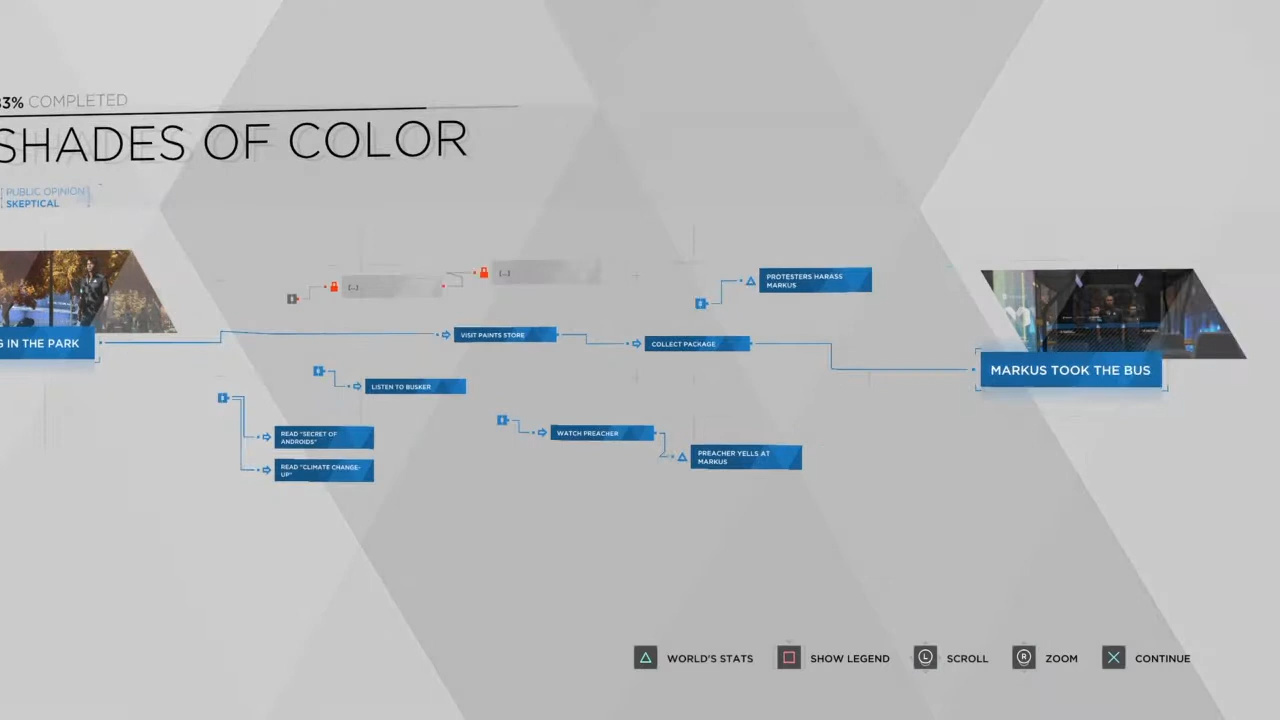 3% COMPLETED
SHADES OF COLOR
PUBLIC OPINION
SKEPTICAL
[...]
[...]
PROTESTERS HARASS
MARKUS
VISIT PAINTS STORE
COLLECT PACKAGE
G IN THE PARK
MARKUS TOOK THE BUS
LISTEN TO BUSKER
READ "SECRET OF
ANDROIDS"
READ "CLIMATE CHANGE-
UP"
WATCH PREACHER
PREACHER YELLS AT
MARKUS
WORLD'S STATS
SHOW LEGEND
L
SCROLL
R
ZOOM
CONTINUE